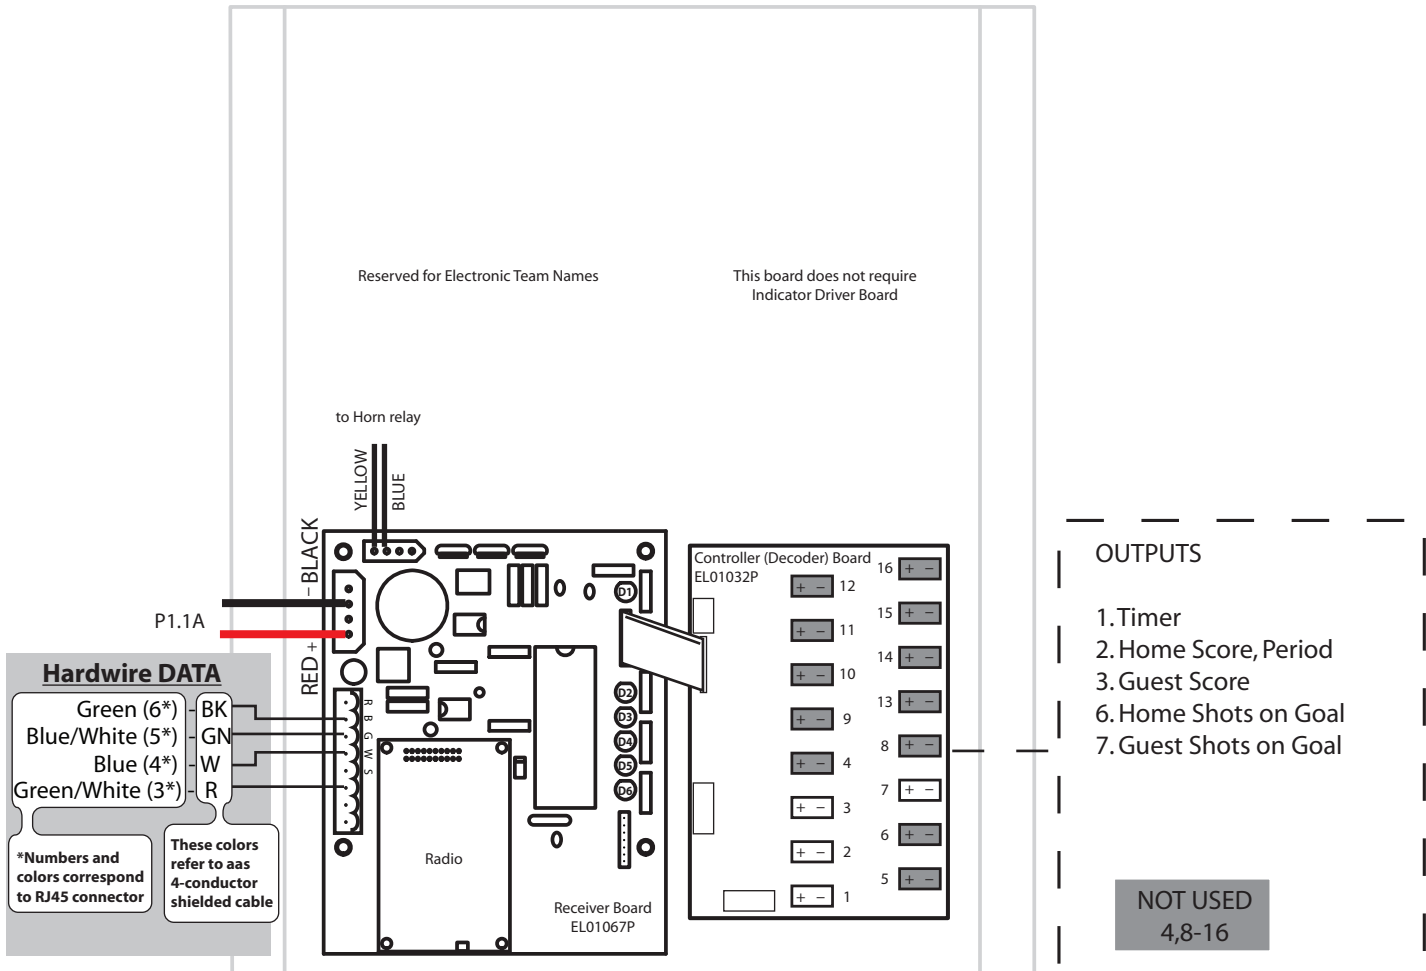 Reserved for Electronic Team Names
This board does not require
Indicator Driver Board
to Horn relay
YELLOW
BLUE
–BLACK
RED +
P1.1A
Hardwire DATA
Green (6*) - BK
Blue/White (5*) - GN
Blue (4*) - W
Green/White (3*) - R
*Numbers and
colors correspond
to RJ45 connector
These colors
refer to aas
4-conductor
shielded cable
R
B
G
W
S
D1
D2
D3
D4
D5
D6
Radio
Receiver Board
EL01067P
Controller (Decoder) Board
EL01032P
+ – 12
+ – 11
+ – 10
+ – 9
+ – 4
+ – 3
+ – 2
+ – 1
16 + –
15 + –
14 + –
13 + –
8 + –
7 + –
6 + –
5 + –
OUTPUTS
1. Timer
2. Home Score, Period
3. Guest Score
6. Home Shots on Goal
7. Guest Shots on Goal
NOT USED
4,8-16